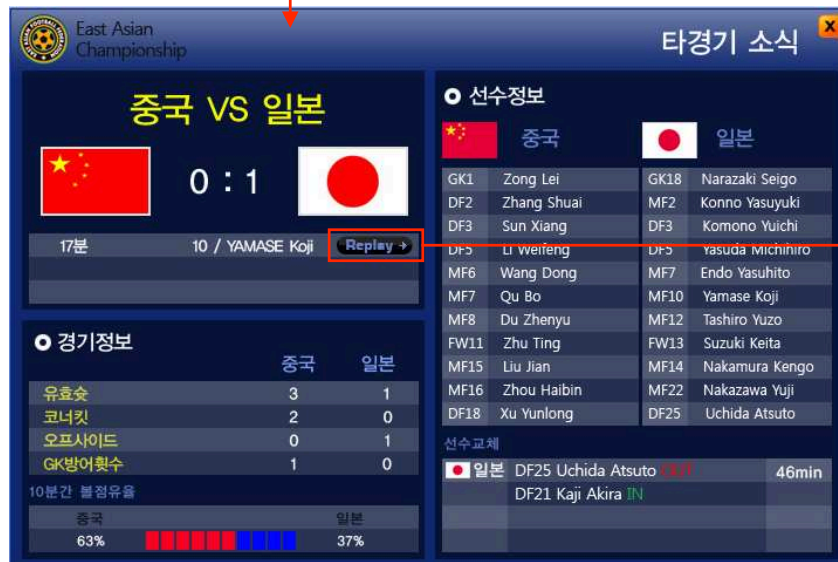 East Asian
Championship
타경기 소식
X
중국 VS 일본
0 : 1
17분 10 / YAMASE Koji Replay
경기정보
중국 일본
유효슛 3 1
코너킷 2 0
오프사이드 0 1
GK방어횟수 1 0
10분간 볼점유율
중국 일본
63% 37%
선수정보
중국 일본
GK1 Zong Lei GK18 Narazaki Seigo
DF2 Zhang Shuai MF2 Konno Yasuyuki
DF3 Sun Xiang DF3 Komono Yuichi
DF5 Li Weifeng DF5 Yasuda Michihiro
MF6 Wang Dong MF7 Endo Yasuhito
MF7 Qu Bo MF10 Yamase Koji
MF8 Du Zhenyu MF12 Tashiro Yuzo
FW11 Zhu Ting FW13 Suzuki Keita
MF15 Liu Jian MF14 Nakamura Kengo
MF16 Zhou Haibin MF22 Nakazawa Yuji
DF18 Xu Yunlong DF25 Uchida Atsuto
선수교체
일본 DF25 Uchida Atsuto OUT 46min
DF21 Kaji Akira IN